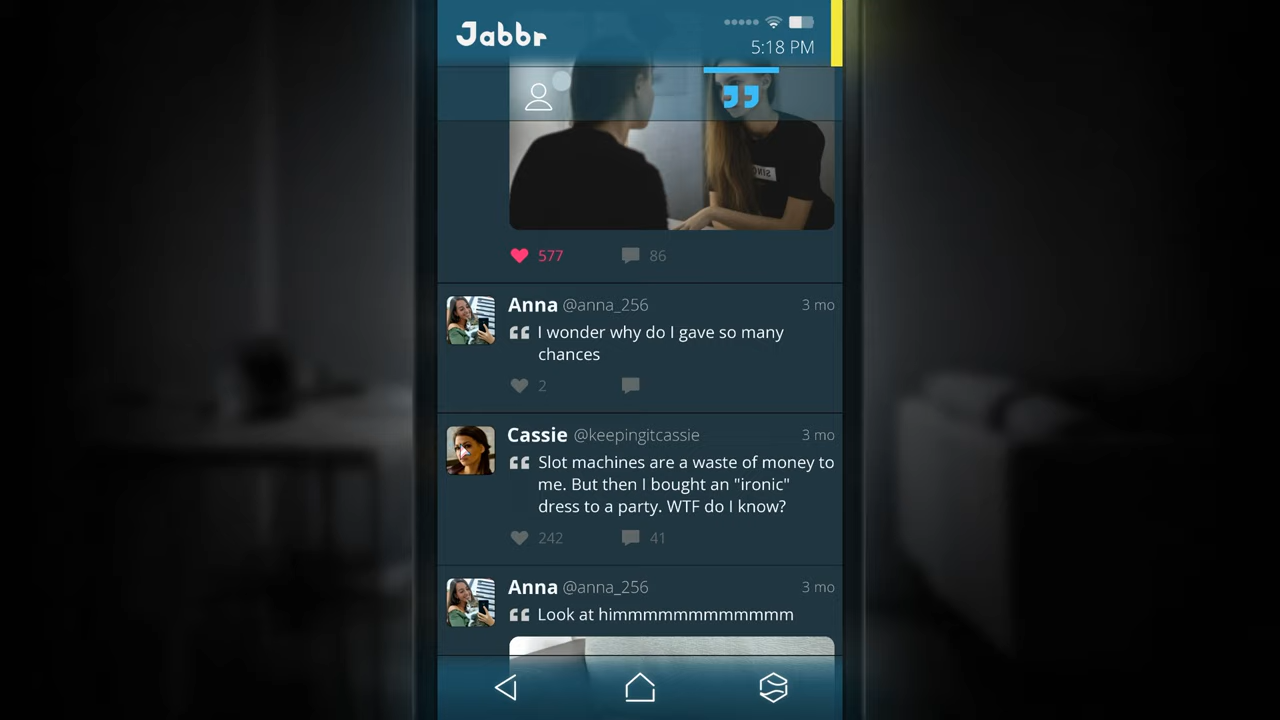 Jabbr
5:18 PM
577
86
Anna @anna_256
3 mo
I wonder why do I gave so many
chances
2
Cassie @keepingitcassie
3 mo
Slot machines are a waste of money to
me. But then I bought an "ironic"
dress to a party. WTF do I know?
242
41
Anna @anna_256
3 mo
Look at himmmmmmmmmmmm